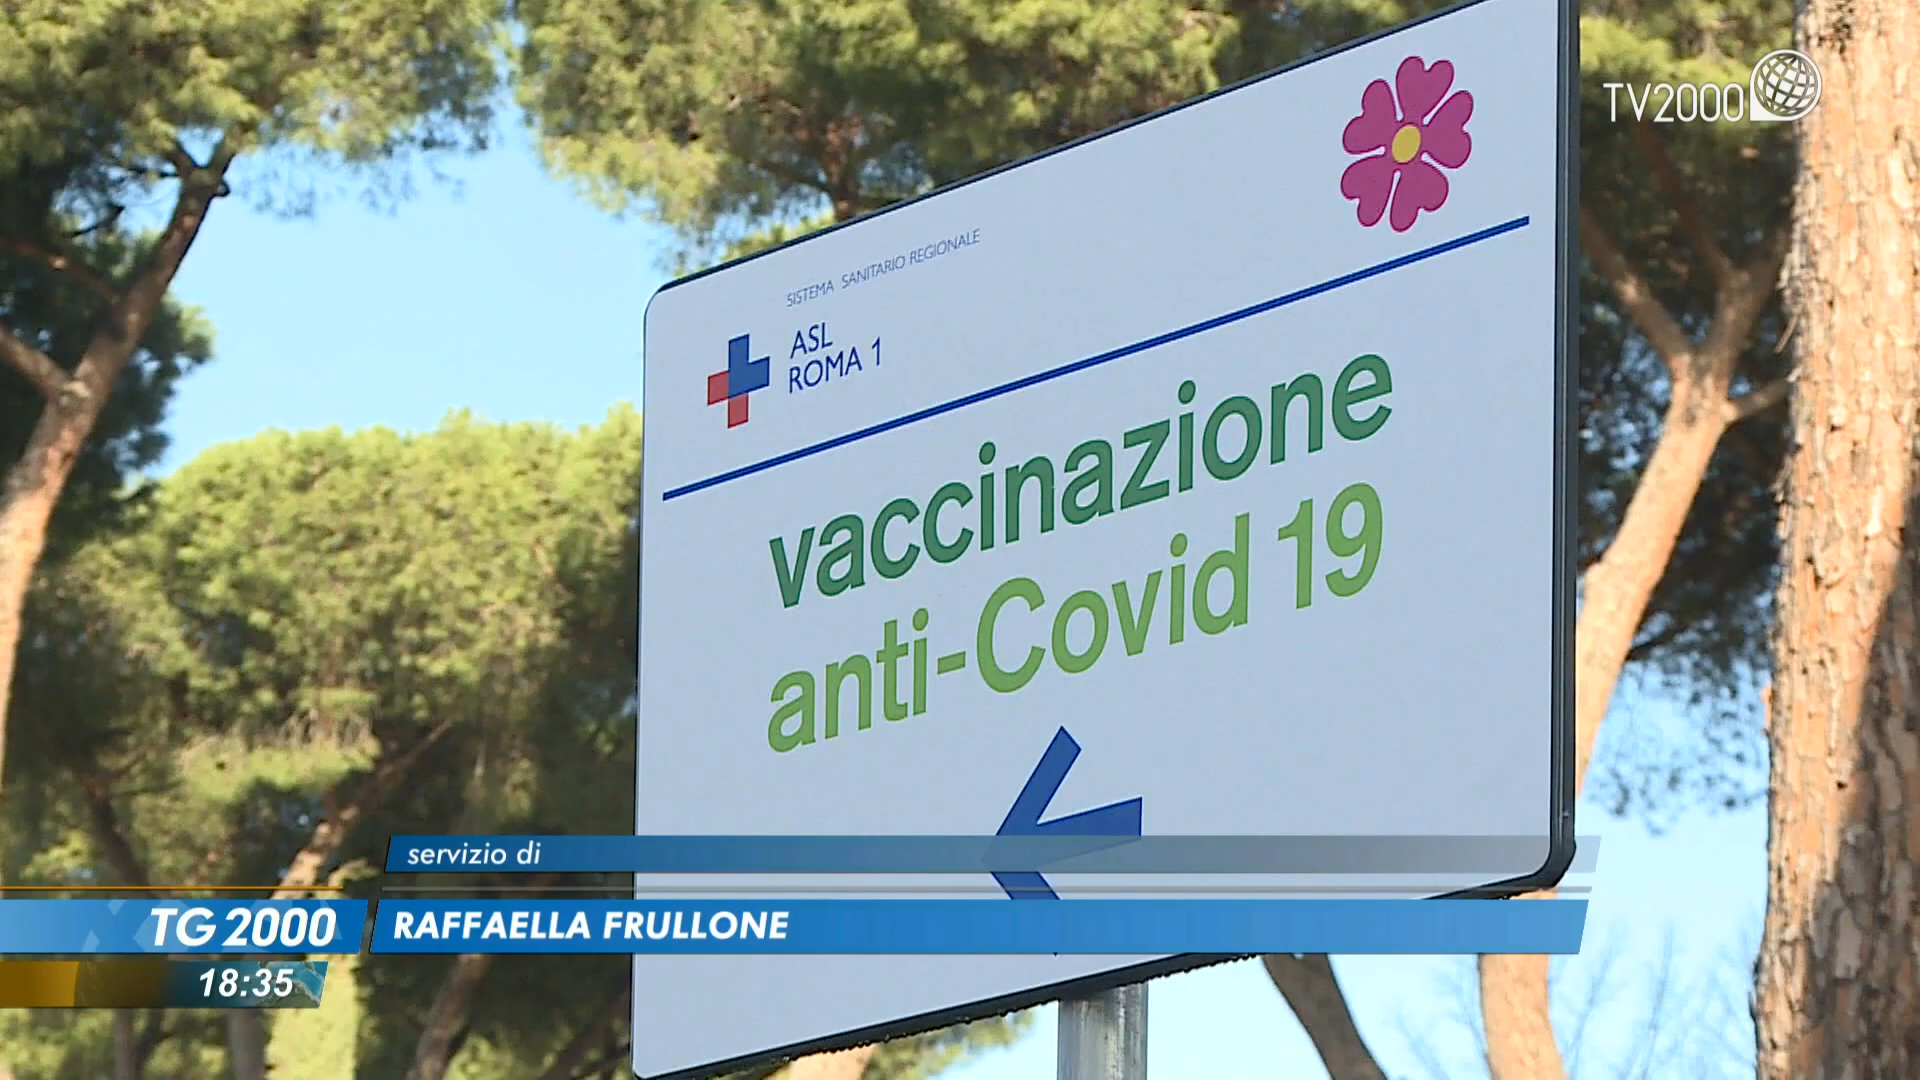 TV2000
SISTEMA SANITARIO REGIONALE
ASL
ROMA 1
vaccinazione
anti-Covid 19
servizio di
TG 2000
RAFFAELLA FRULLONE
18:35